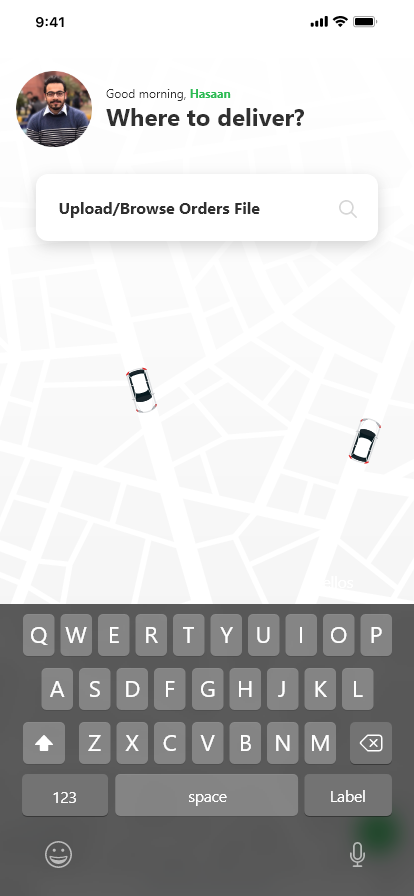 9:41
Good morning, Hasaan
Where to deliver?
Upload/Browse Orders File
Q W E R T Y U I O P
A S D F G H J K L
Z X C V B N M
123 space Label